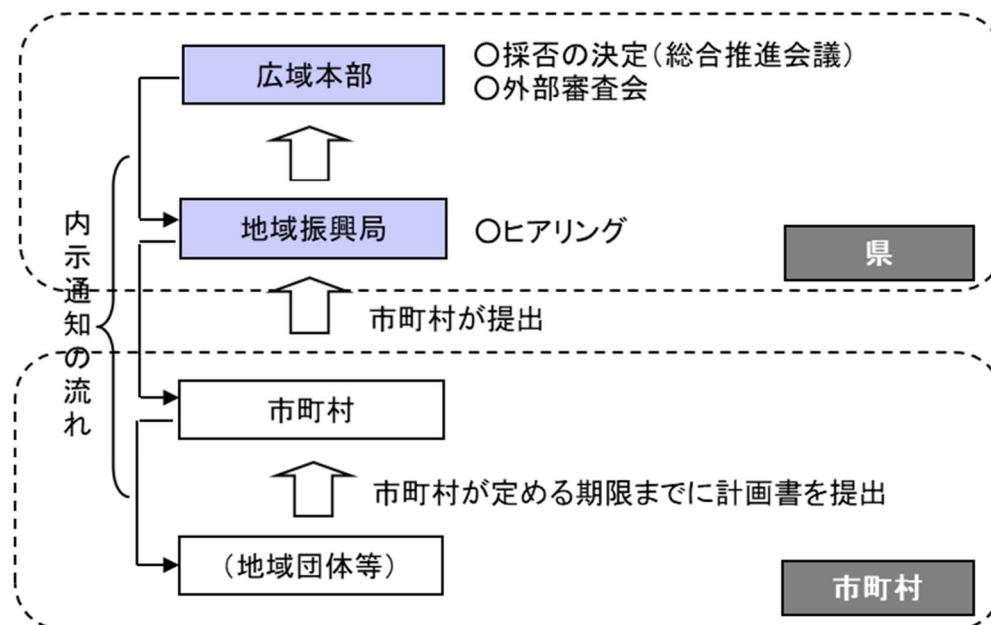 広域本部
○採否の決定(総合推進会議)
○外部審査会
地域振興局
○ヒアリング
県
市町村が提出
内示通知の流れ
市町村
市町村が定める期限までに計画書を提出
(地域団体等)
市町村